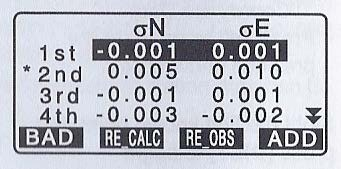 σN σE
1st -0.001 0.001
*2nd 0.005 0.010
3rd -0.001 0.001
4th -0.003 -0.002
BAD RE_CALC RE_OBS ADD